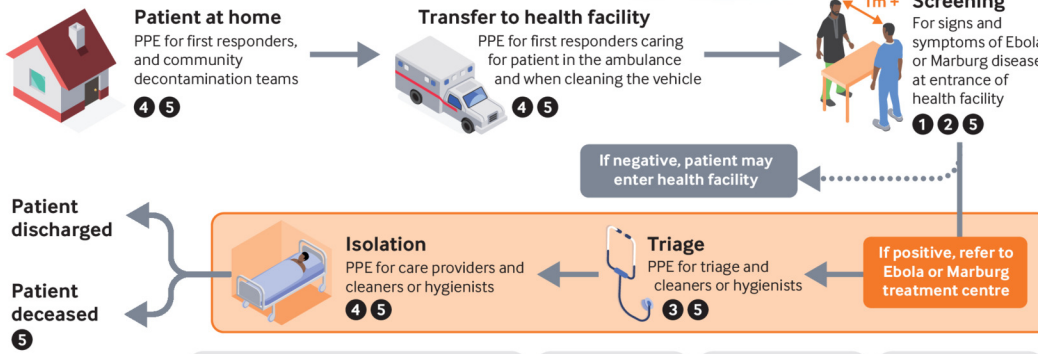 Patient at home
PPE for first responders,
and community
decontamination teams
4 5
Transfer to health facility
PPE for first responders caring
for patient in the ambulance
and when cleaning the vehicle
4 5
1m +
Screening
For signs and
symptoms of Ebola
or Marburg disease
at entrance of
health facility
1 2 5
If negative, patient may
enter health facility
If positive, refer to
Ebola or Marburg
treatment centre
Triage
PPE for triage and
cleaners or hygienists
3 5
Isolation
PPE for care providers and
cleaners or hygienists
4 5
Patient
discharged
Patient
deceased
5